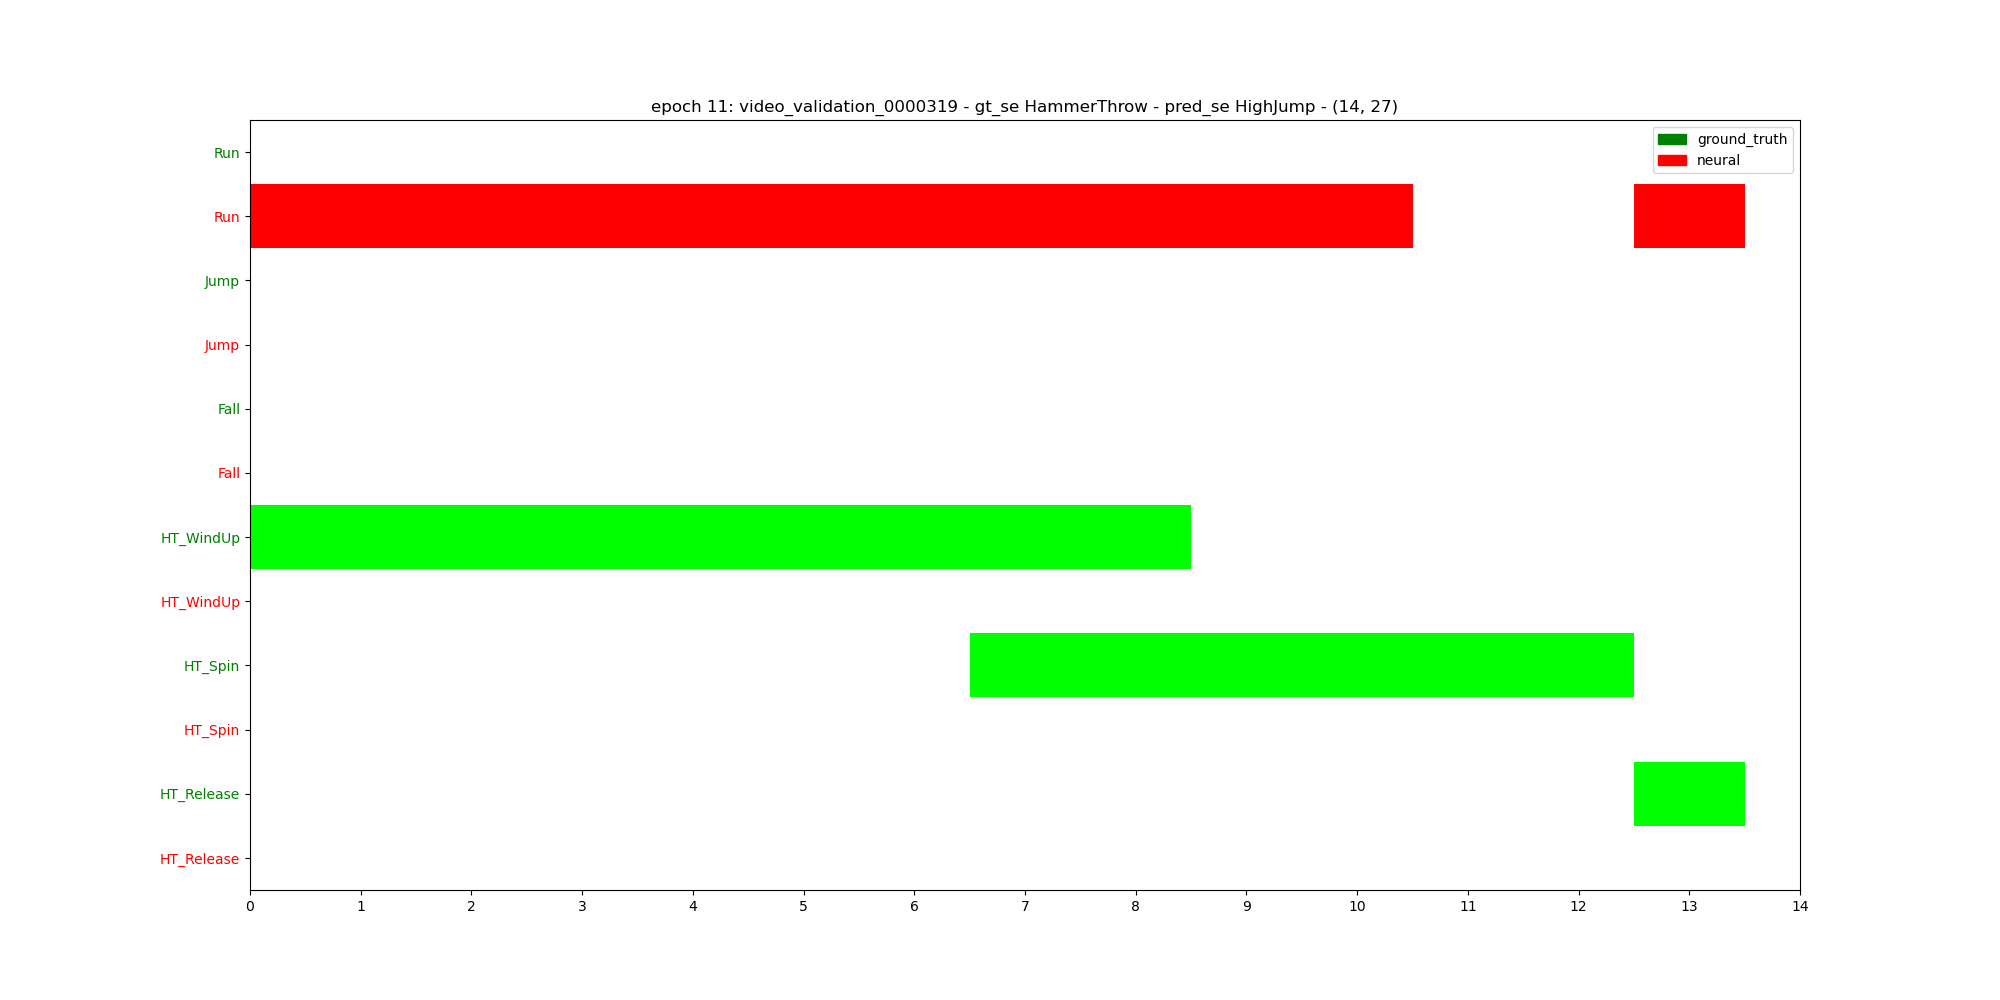 epoch 11: video_validation_0000319 - gt_se HammerThrow - pred_se HighJump - (14, 27)
ground_truth
neural
Run
Run
Jump
Jump
Fall
Fall
HT_WindUp
HT_WindUp
HT_Spin
HT_Spin
HT_Release
HT_Release
0 1 2 3 4 5 6 7 8 9 10 11 12 13 14